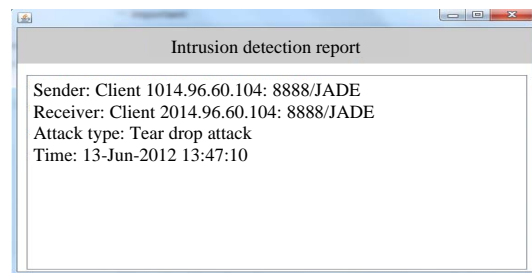 Intrusion detection report
Sender: Client 1014.96.60.104: 8888/JADE
Receiver: Client 2014.96.60.104: 8888/JADE
Attack type: Tear drop attack
Time: 13-Jun-2012 13:47:10